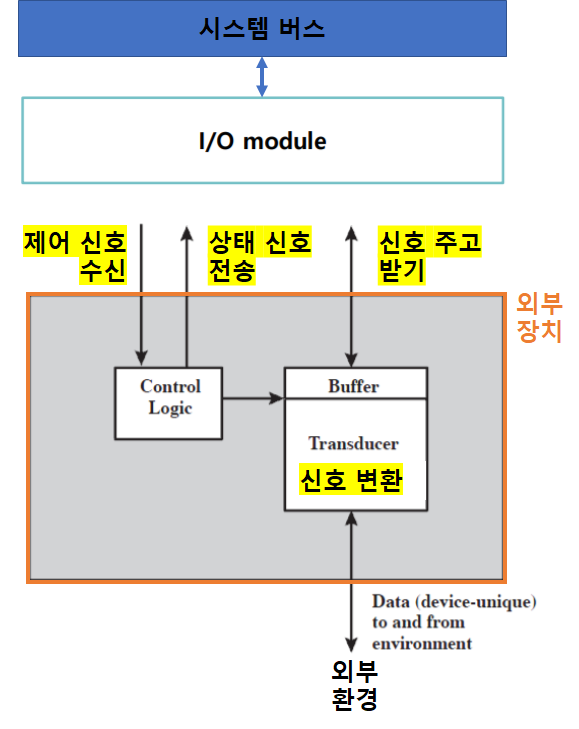 시스템 버스
I/O module
제어 신호
수신
상태 신호
전송
신호 주고
받기
외부
장치
Control
Logic
Buffer
Transducer
신호 변환
Data (device-unique)
to and from
environment
외부
환경